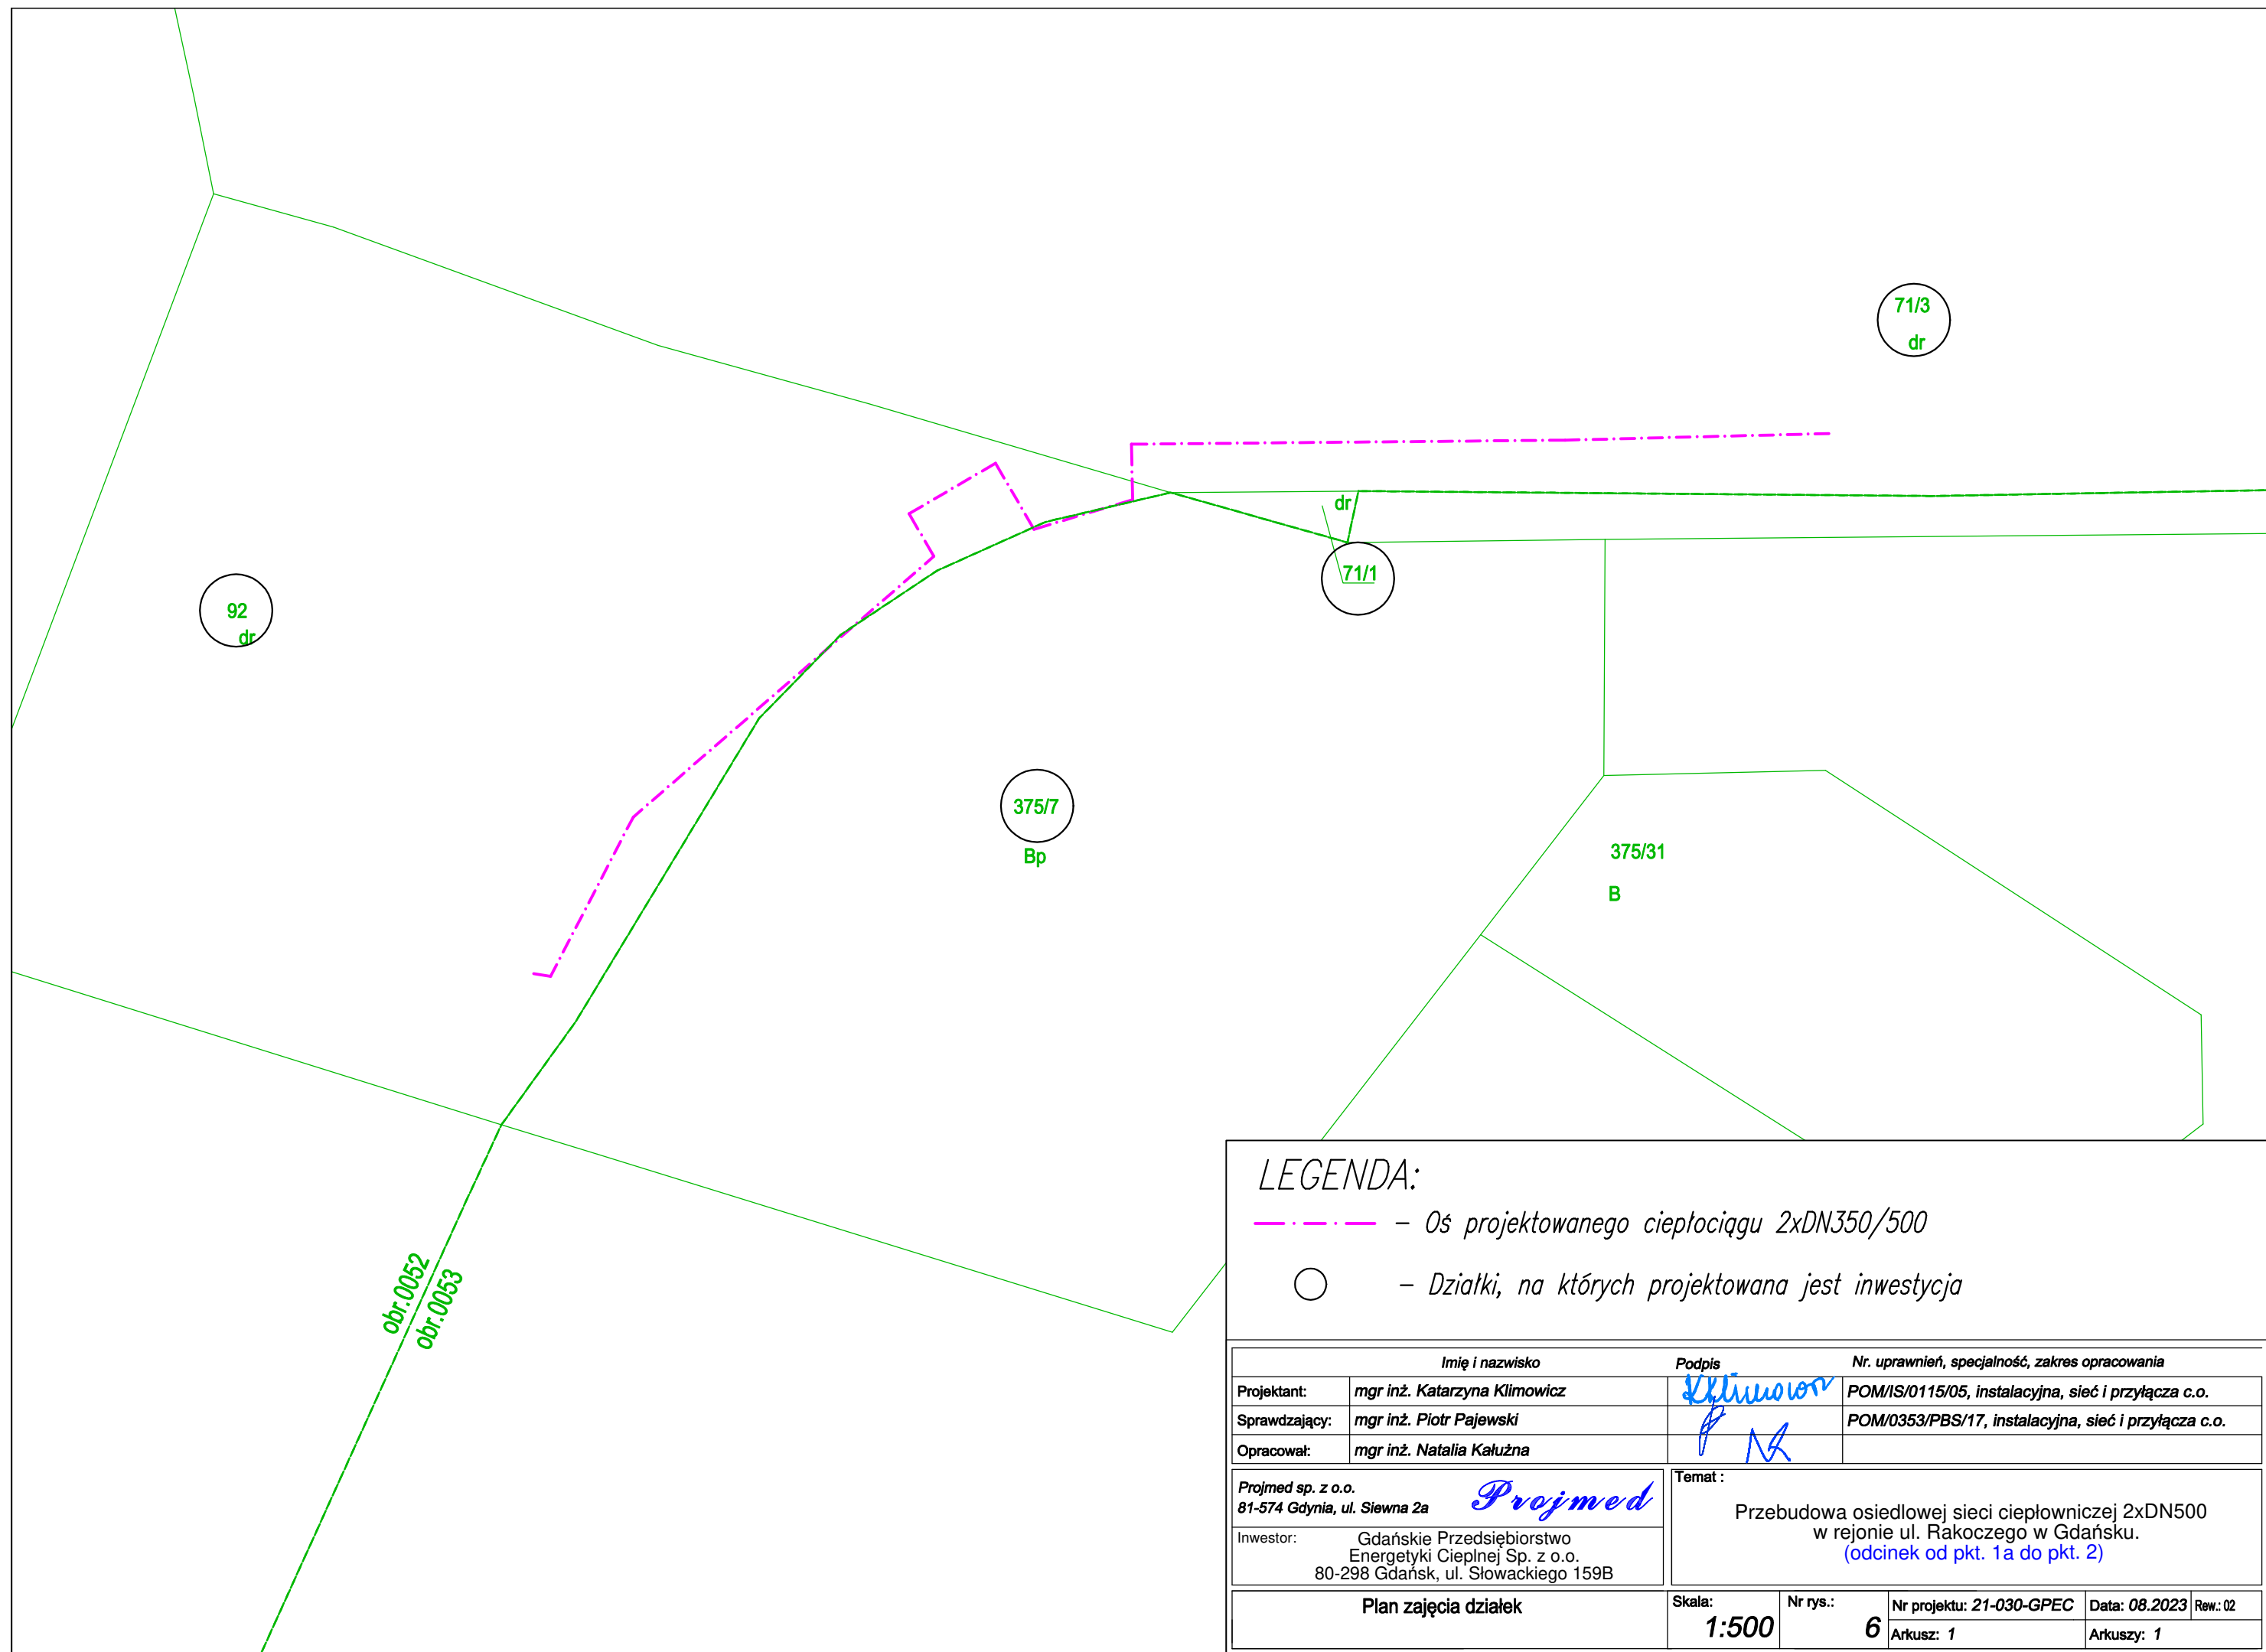 71/3
dr
dr
71/1
92
dr
375/7
Bp
375/31
B
obr.0052
obr.0053
LEGENDA:
– Oś projektowanego ciepłociągu 2xDN350/500
– Działki, na których projektowana jest inwestycja
Imię i nazwisko Podpis Nr. uprawnień, specjalność, zakres opracowania
Projektant: mgr inż. Katarzyna Klimowicz POM/IS/0115/05, instalacyjna, sieć i przyłącza c.o.
Sprawdzający: mgr inż. Piotr Pajewski POM/0353/PBS/17, instalacyjna, sieć i przyłącza c.o.
Opracował: mgr inż. Natalia Kałużna
Projmed sp. z o.o.
81-574 Gdynia, ul. Siewna 2a
Projmed
Inwestor: Gdańskie Przedsiębiorstwo
Energetyki Cieplnej Sp. z o.o.
80-298 Gdańsk, ul. Słowackiego 159B
Temat :
Przebudowa osiedlowej sieci ciepłowniczej 2xDN500
w rejonie ul. Rakoczego w Gdańsku.
(odcinek od pkt. 1a do pkt. 2)
Plan zajęcia działek
Skala: 1:500
Nr rys.: 6
Nr projektu: 21-030-GPEC Data: 08.2023 Rew.: 02
Arkusz: 1 Arkuszy: 1